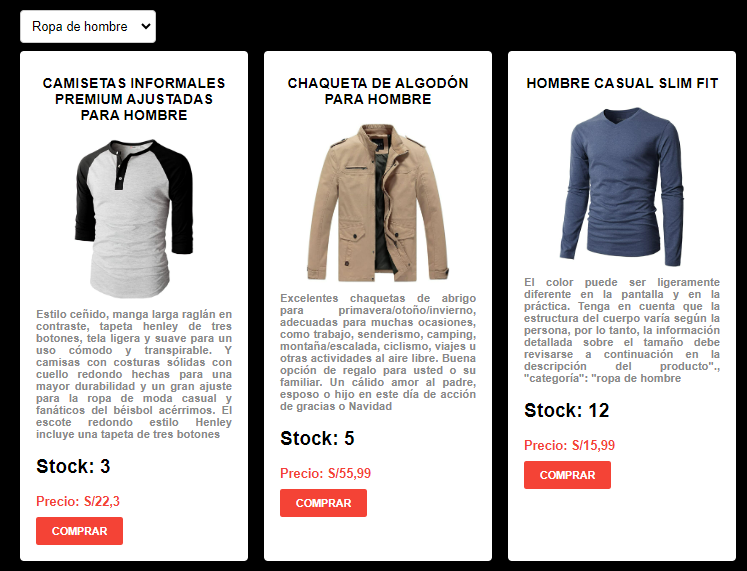 Ropa de hombre
CAMISETAS INFORMALES
PREMIUM AJUSTADAS
PARA HOMBRE
Estilo ceñido, manga larga raglán en
contraste, tapeta henley de tres
botones, tela ligera y suave para un
uso cómodo y transpirable. Y
camisas con costuras sólidas con
cuello redondo hechas para una
mayor durabilidad y un gran ajuste
para la ropa de moda casual y
fanáticos del béisbol acérrimos. El
escote redondo estilo Henley
incluye una tapeta de tres botones
Stock: 3
Precio: S/22,3
COMPRAR
CHAQUETA DE ALGODÓN
PARA HOMBRE
Excelentes chaquetas de abrigo
para primavera/otoño/invierno,
adecuadas para muchas ocasiones,
como trabajo, senderismo, camping,
montaña/escalada, ciclismo, viajes u
otras actividades al aire libre. Buena
opción de regalo para usted o su
familiar. Un cálido amor al padre,
esposo o hijo en este día de acción
de gracias o Navidad
Stock: 5
Precio: S/55,99
COMPRAR
HOMBRE CASUAL SLIM FIT
El color puede ser ligeramente
diferente en la pantalla y en la
práctica. Tenga en cuenta que la
estructura del cuerpo varía según la
persona, por lo tanto, la información
detallada sobre el tamaño debe
revisarse a continuación en la
descripción del producto".,
"categoría": "ropa de hombre
Stock: 12
Precio: S/15,99
COMPRAR